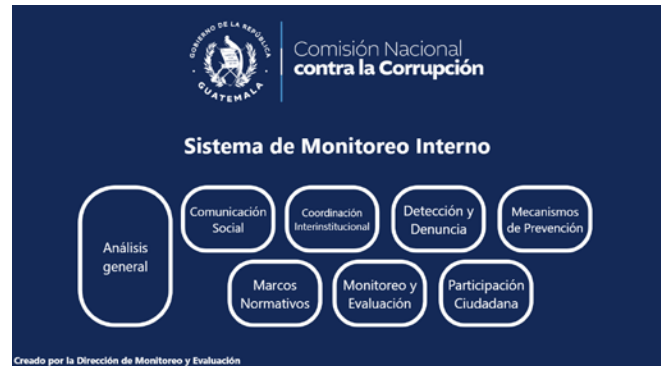 GOBIERNO DE LA REPÚBLICA
GUATEMALA
Comisión Nacional
contra la Corrupción
Sistema de Monitoreo Interno
Análisis
general
Comunicación
Social
Coordinación
Interinstitucional
Detección y
Denuncia
Mecanismos
de Prevención
Marcos
Normativos
Monitoreo y
Evaluación
Participación
Ciudadana
Creado por la Dirección de Monitoreo y Evaluación